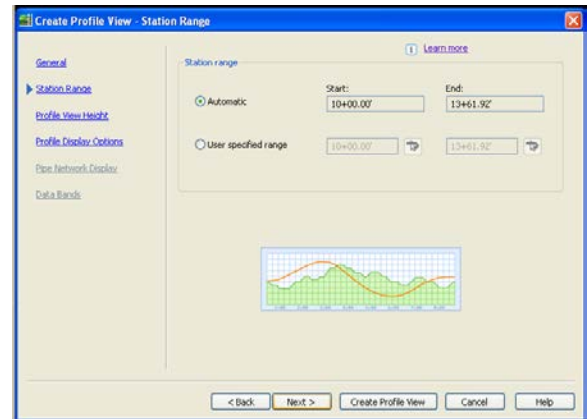 Create Profile View - Station Range
Learn more
General
Station Range
Profile View Height
Profile Display Options
Pipe Network Display
Data Bands
Station range
Start:
End:
Automatic
10+00.00'
13+61.92'
User specified range
10+00.00'
13+61.92'
< Back
Next >
Create Profile View
Cancel
Help